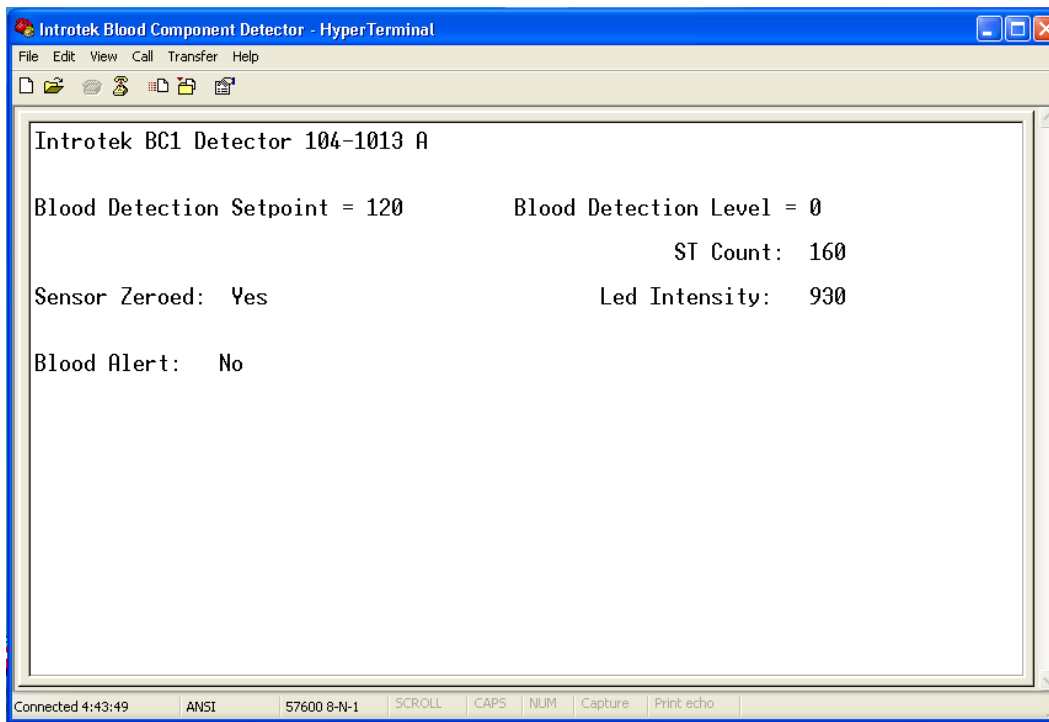 Introtek Blood Component Detector - HyperTerminal
File Edit View Call Transfer Help
Introtek BC1 Detector 104-1013 A
Blood Detection Setpoint = 120 Blood Detection Level = 0
ST Count: 160
Sensor Zeroed: Yes Led Intensity: 930
Blood Alert: No
Connected 4:43:49 ANSI 57600 8-N-1 SCROLL CAPS NUM Capture Print echo